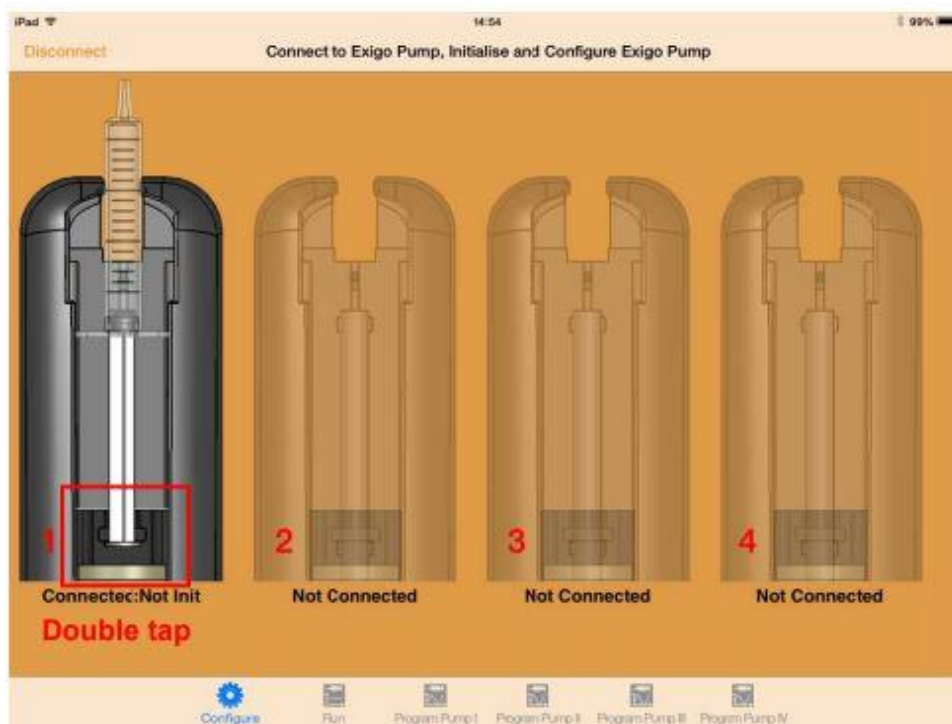 iPad 14:54 99%
Disconnect Connect to Exigo Pump, Initialise and Configure Exigo Pump
1 2 3 4
Connected:Not Init Not Connected Not Connected Not Connected
Double tap
Configure Run Program Pump I Program Pump II Program Pump III Program Pump IV